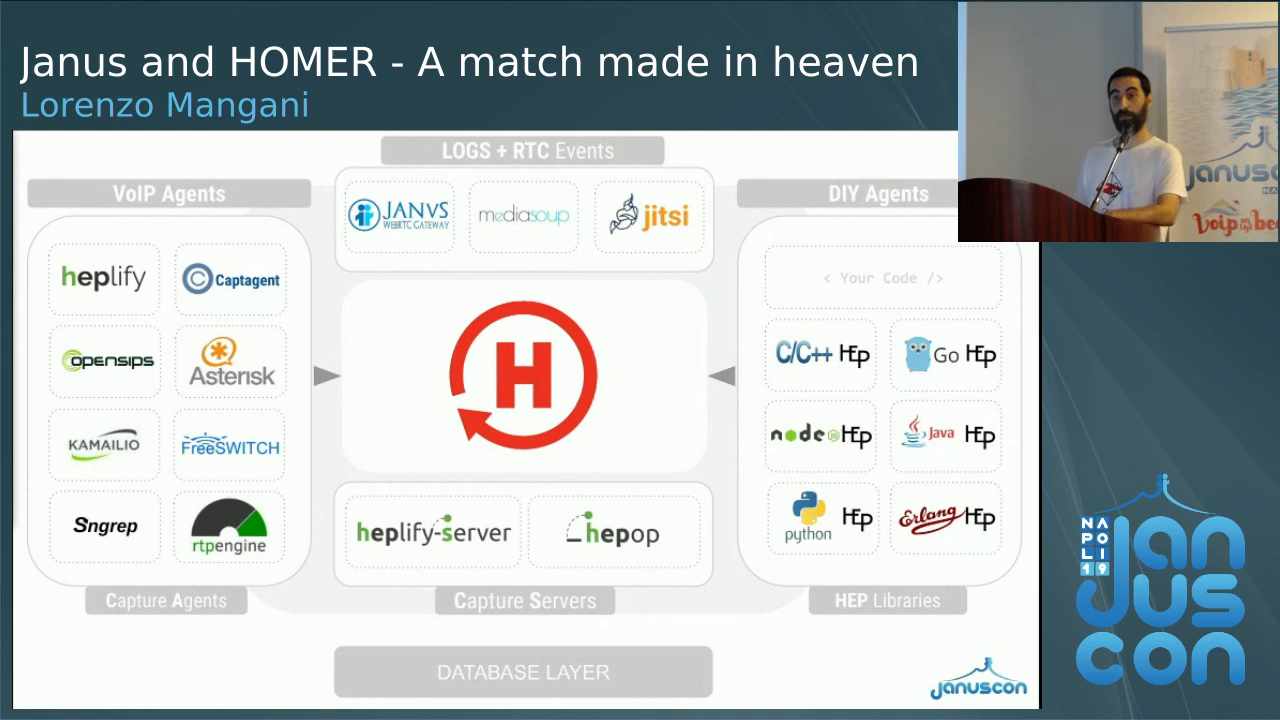 Janus and HOMER - A match made in heaven
Lorenzo Mangani
LOGS + RTC Events
VoIP Agents
DIY Agents
JANVS
WEBRTC GATEWAY
mediasoup
jitsi
heplify
Captagent
OPENSIPS
Asterisk
KAMAILIO
FreeSWITCH
Sngrep
rtpengine
H
heplify-server
hepop
< Your Code />
C/C++ HEp
Go HEp
node JS HEp
Java HEp
python HEp
Erlang HEp
Capture Agents
Capture Servers
HEP Libraries
DATABASE LAYER
januscon
NAPOLI 19
Janus
con